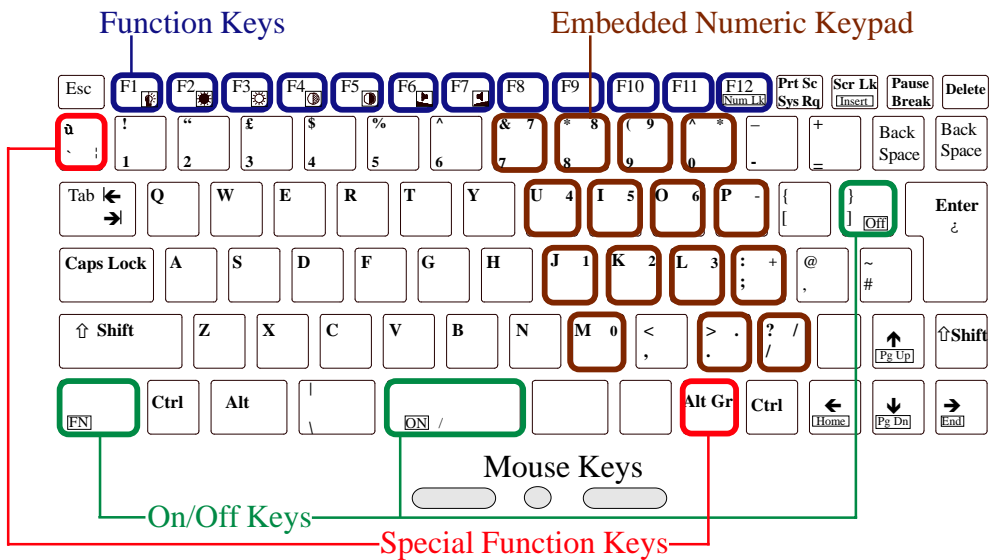 Function Keys Embedded Numeric Keypad
Esc F1 F2 F3 F4 F5 F6 F7 F8 F9 F10 F11 F12 Prt Sc Scr Lk Pause Delete
Num Lk Sys Rq Insert Break
ù ! “ £ $ % ^ & 7 * 8 ( 9 ^ * – + Back Back
` ¦ 1 2 3 4 5 6 7 8 9 0 - = Space Space
Tab Q W E R T Y U 4 I 5 O 6 P - { } Enter
[ ] Off ¿
Caps Lock A S D F G H J 1 K 2 L 3 : + @ ~
; , #
⇧ Shift Z X C V B N M 0 < > . ? / ↑ ⇧Shift
, . / Pg Up
Ctrl Alt | Alt Gr Ctrl ← ↓ →
FN \ ON / Home Pg Dn End
Mouse Keys
On/Off Keys
Special Function Keys